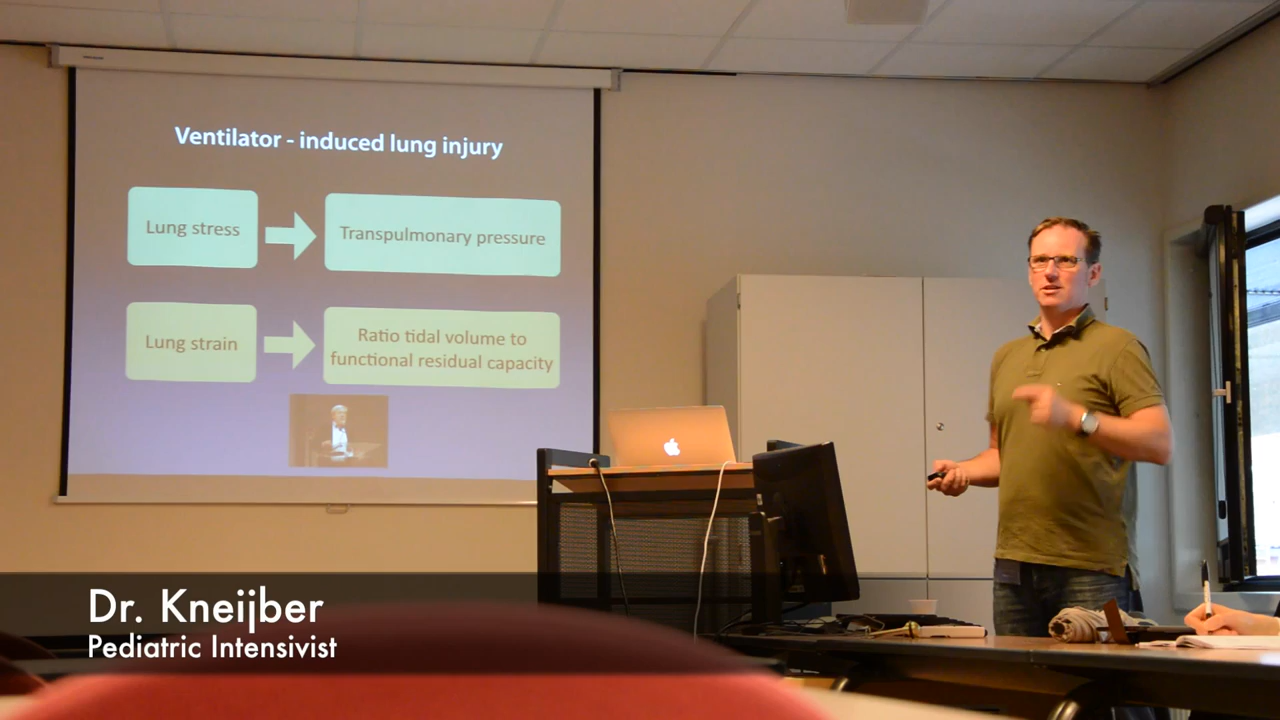 Ventilator - induced lung injury
Lung stress
Transpulmonary pressure
Lung strain
Ratio tidal volume to
functional residual capacity
Dr. Kneijber
Pediatric Intensivist